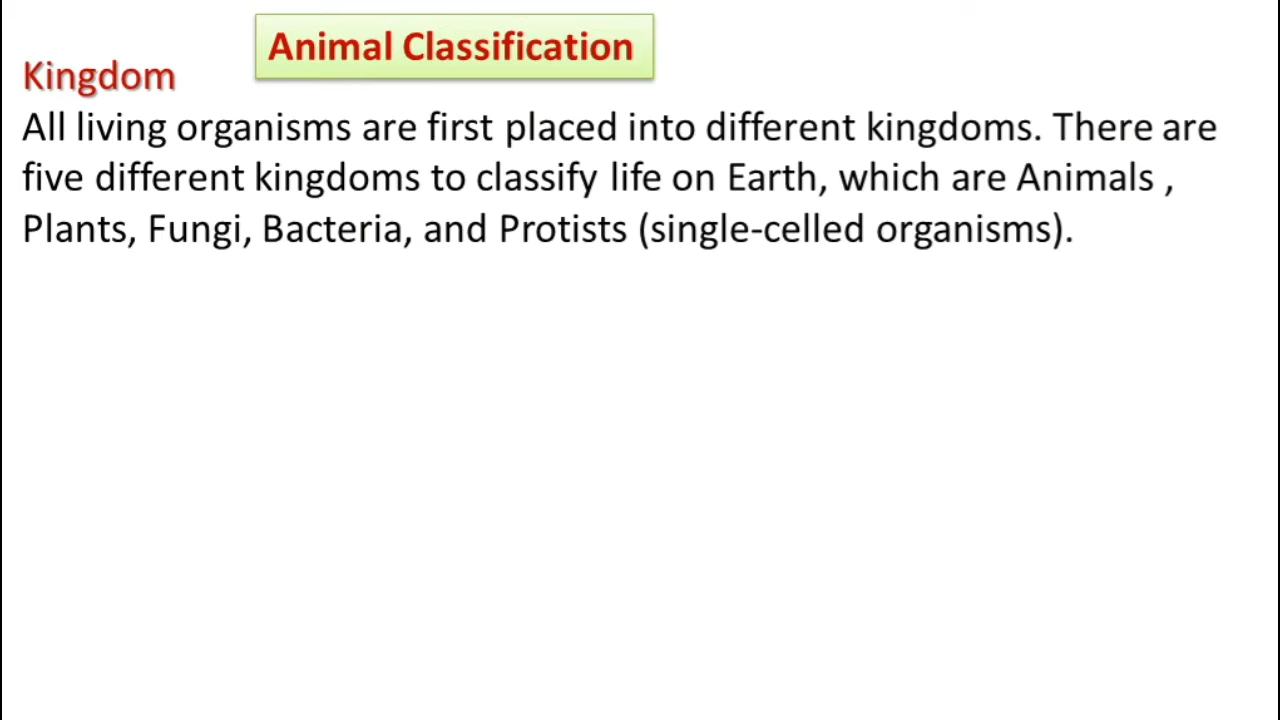 Animal Classification
Kingdom
All living organisms are first placed into different kingdoms. There are
five different kingdoms to classify life on Earth, which are Animals ,
Plants, Fungi, Bacteria, and Protists (single-celled organisms).